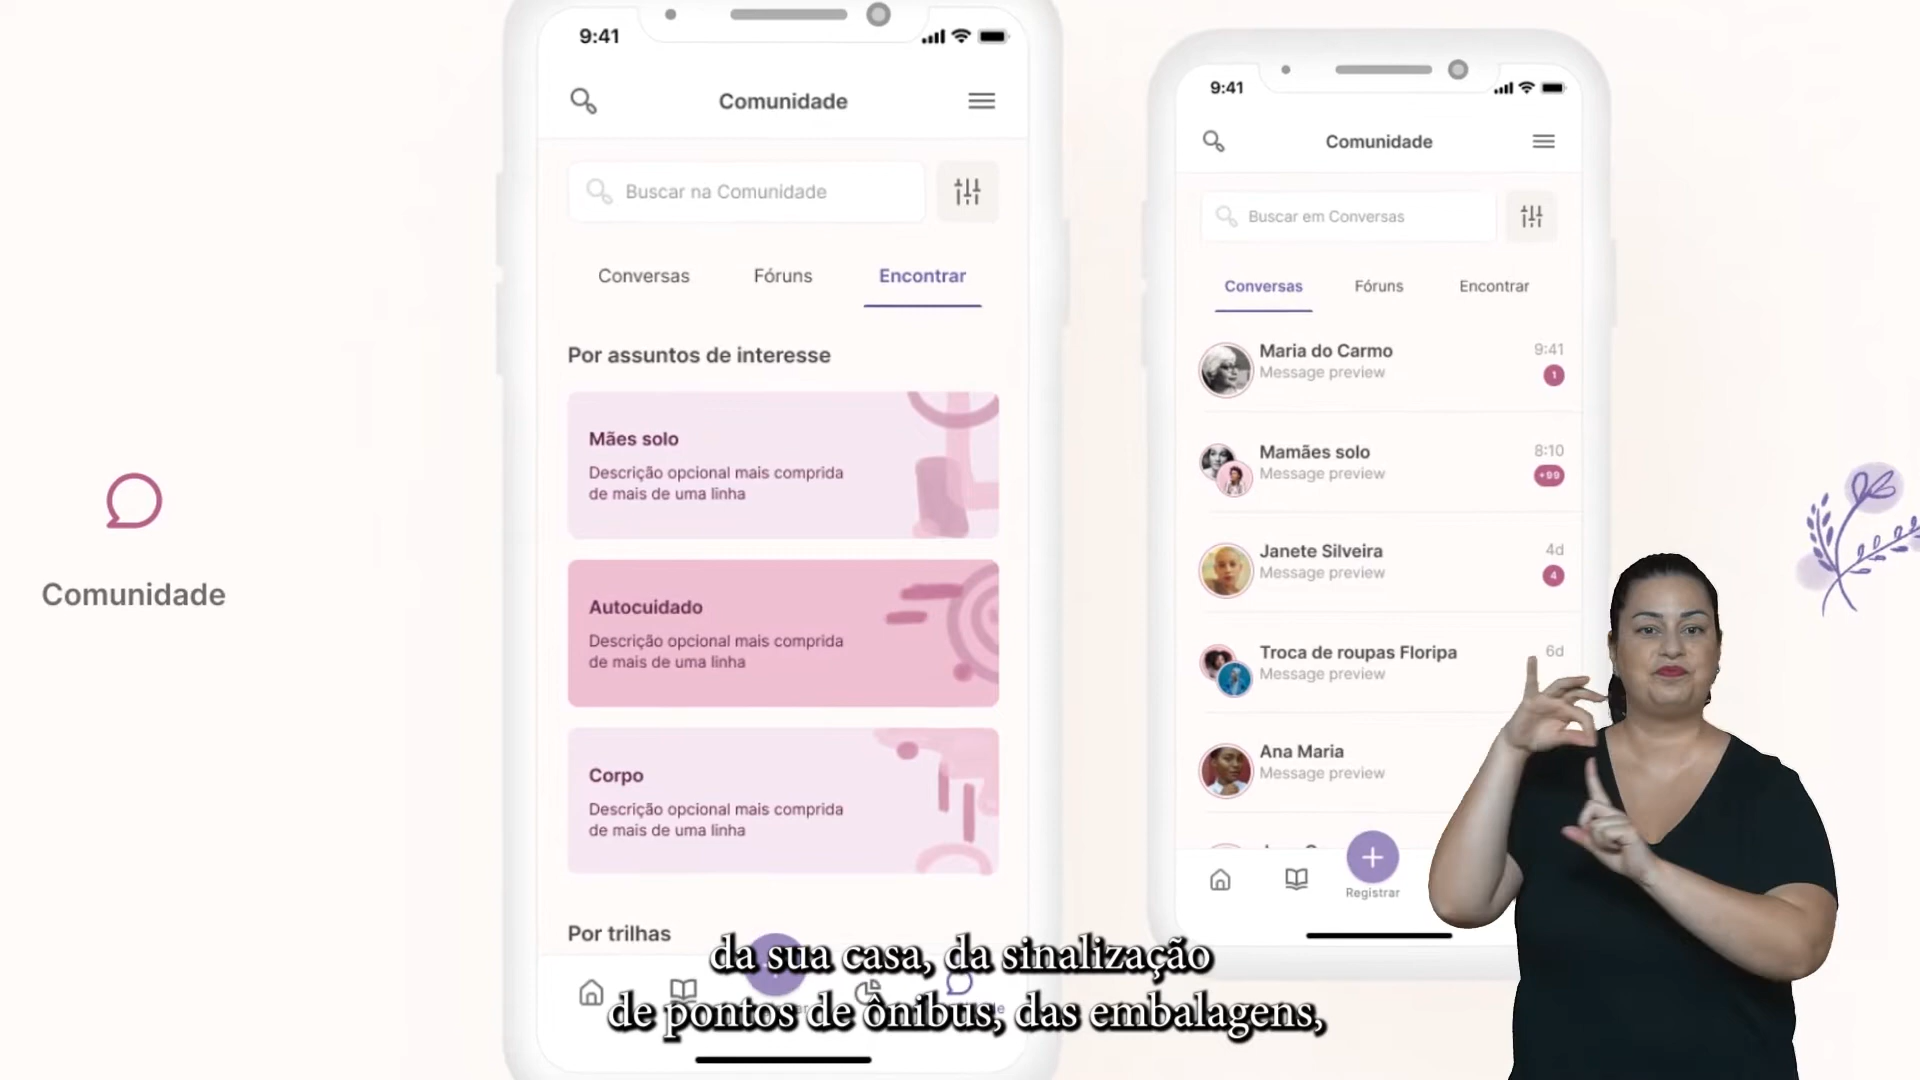 Comunidade
9:41
Comunidade
Buscar na Comunidade
Conversas Fóruns Encontrar
Por assuntos de interesse
Mães solo
Descrição opcional mais comprida
de mais de uma linha
Autocuidado
Descrição opcional mais comprida
de mais de uma linha
Corpo
Descrição opcional mais comprida
de mais de uma linha
Por trilhas
9:41
Comunidade
Buscar em Conversas
Conversas Fóruns Encontrar
Maria do Carmo 9:41
Message preview 1
Mamães solo 8:10
Message preview +99
Janete Silveira 4d
Message preview 4
Troca de roupas Floripa 6d
Message preview
Ana Maria
Message preview
Registrar
da sua casa, da sinalização
de pontos de ônibus, das embalagens,